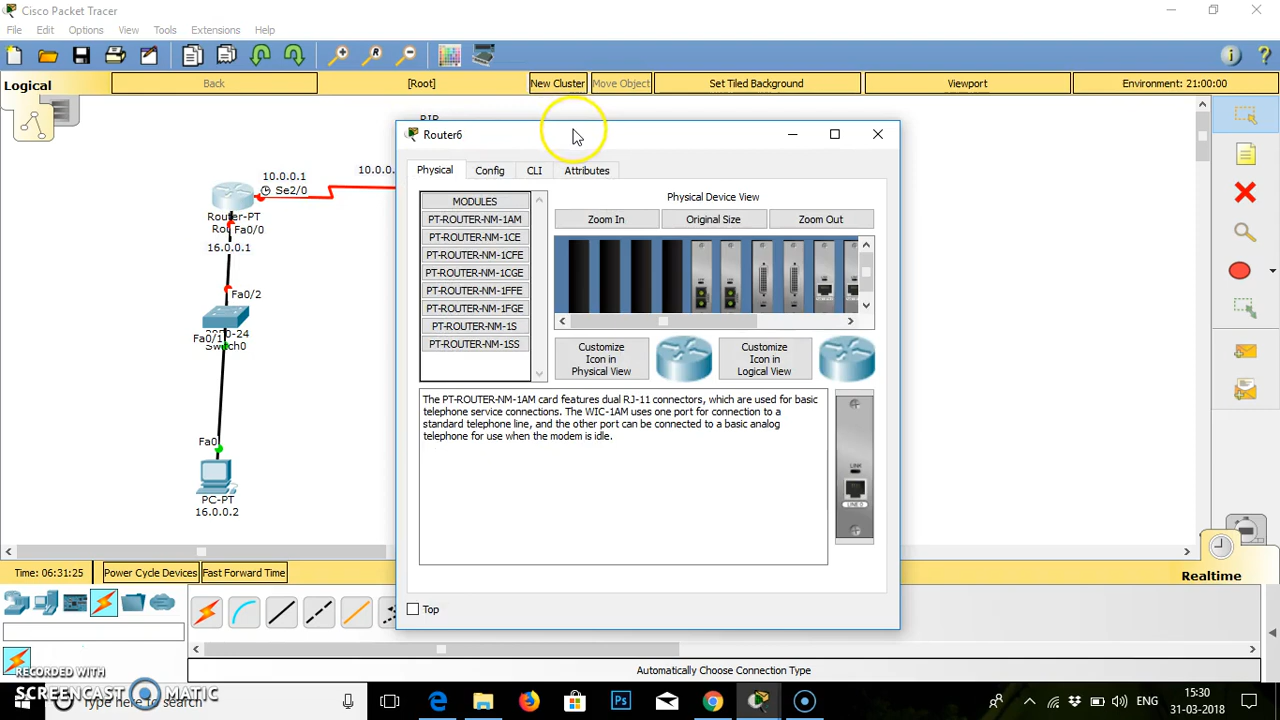 Cisco Packet Tracer
File Edit Options View Tools Extensions Help
Logical
Back
[Root]
New Cluster
Move Object
Set Tiled Background
Viewport
Environment: 21:00:00
RIP
10.0.0.1
10.0.0.
Se2/0
Router-PT
Fa0/0
16.0.0.1
Fa0/2
Fa0/1
Switch0
Fa0
PC-PT
16.0.0.2
Router6
Physical Config CLI Attributes
MODULES
PT-ROUTER-NM-1AM
PT-ROUTER-NM-1CE
PT-ROUTER-NM-1CFE
PT-ROUTER-NM-1CGE
PT-ROUTER-NM-1FFE
PT-ROUTER-NM-1FGE
PT-ROUTER-NM-1S
PT-ROUTER-NM-1SS
Physical Device View
Zoom In
Original Size
Zoom Out
Customize
Icon in
Physical View
Customize
Icon in
Logical View
The PT-ROUTER-NM-1AM card features dual RJ-11 connectors, which are used for basic
telephone service connections. The WIC-1AM uses one port for connection to a
standard telephone line, and the other port can be connected to a basic analog
telephone for use when the modem is idle.
LINK
Top
Time: 06:31:25
Power Cycle Devices
Fast Forward Time
Realtime
Automatically Choose Connection Type
RECORDED WITH
SCREENCAST MATIC
Type here to search
ENG
15:30
31-03-2018